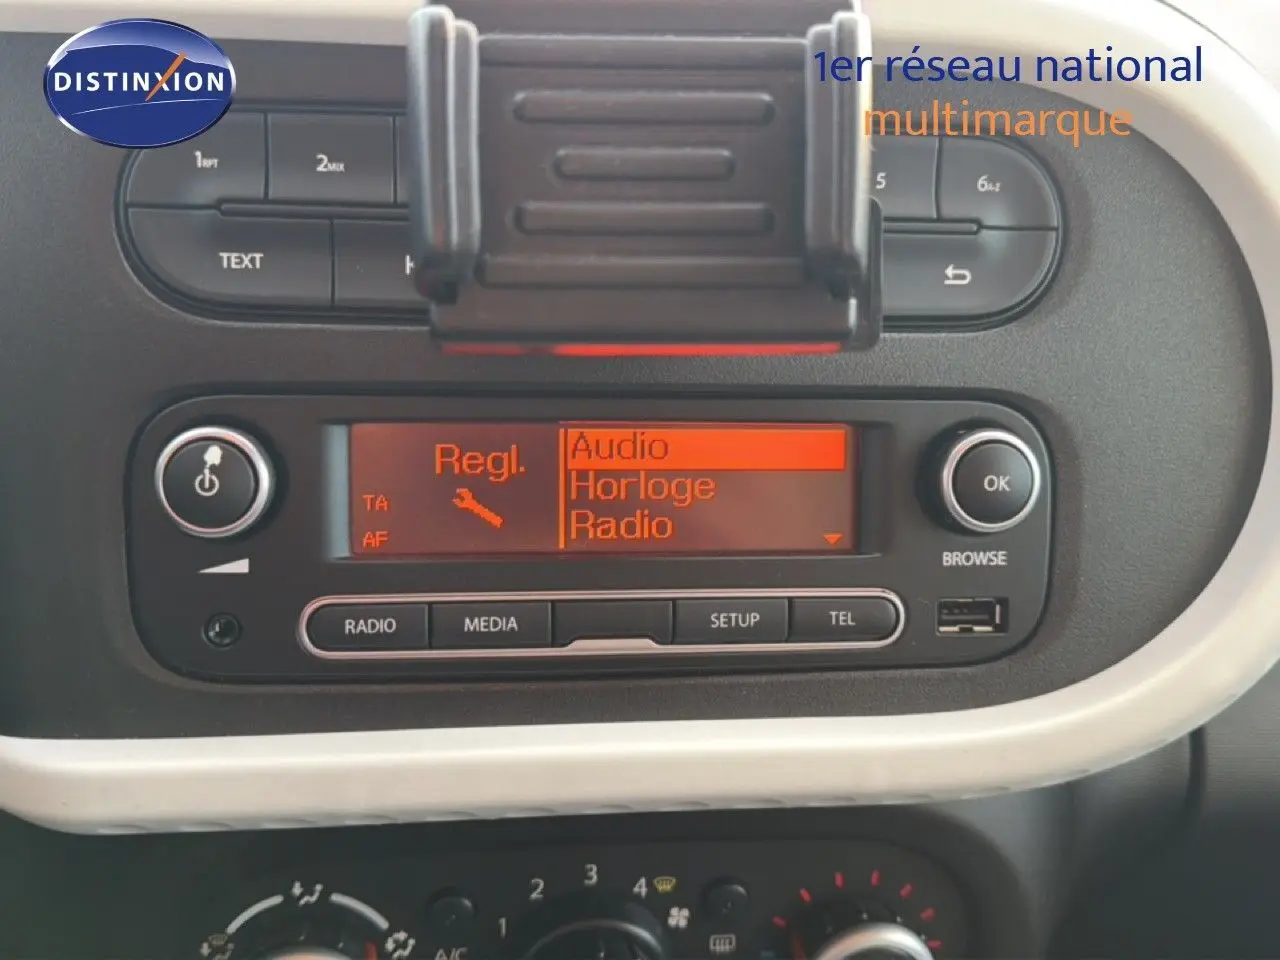 DISTINXION
1er réseau national
multimarque
1RPT
2MIX
5
6A-Z
TEXT
Regl.
TA
AF
Audio
Horloge
Radio
OK
BROWSE
RADIO
MEDIA
SETUP
TEL
1
2
3
4
A/C